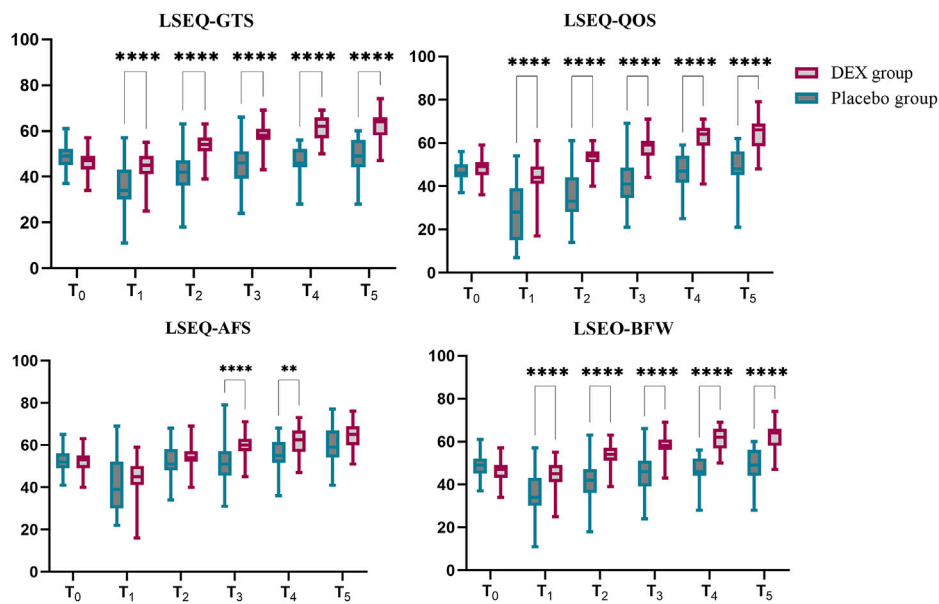 LSEQ-GTS
100
80
60
40
20
0
**** **** **** **** ****
T₀ T₁ T₂ T₃ T₄ T₅
LSEQ-QOS
100
80
60
40
20
0
**** **** **** **** ****
T₀ T₁ T₂ T₃ T₄ T₅
DEX group
Placebo group
LSEQ-AFS
100
80
60
40
20
0
**** **
T₀ T₁ T₂ T₃ T₄ T₅
LSEO-BFW
100
80
60
40
20
0
**** **** **** **** ****
T₀ T₁ T₂ T₃ T₄ T₅